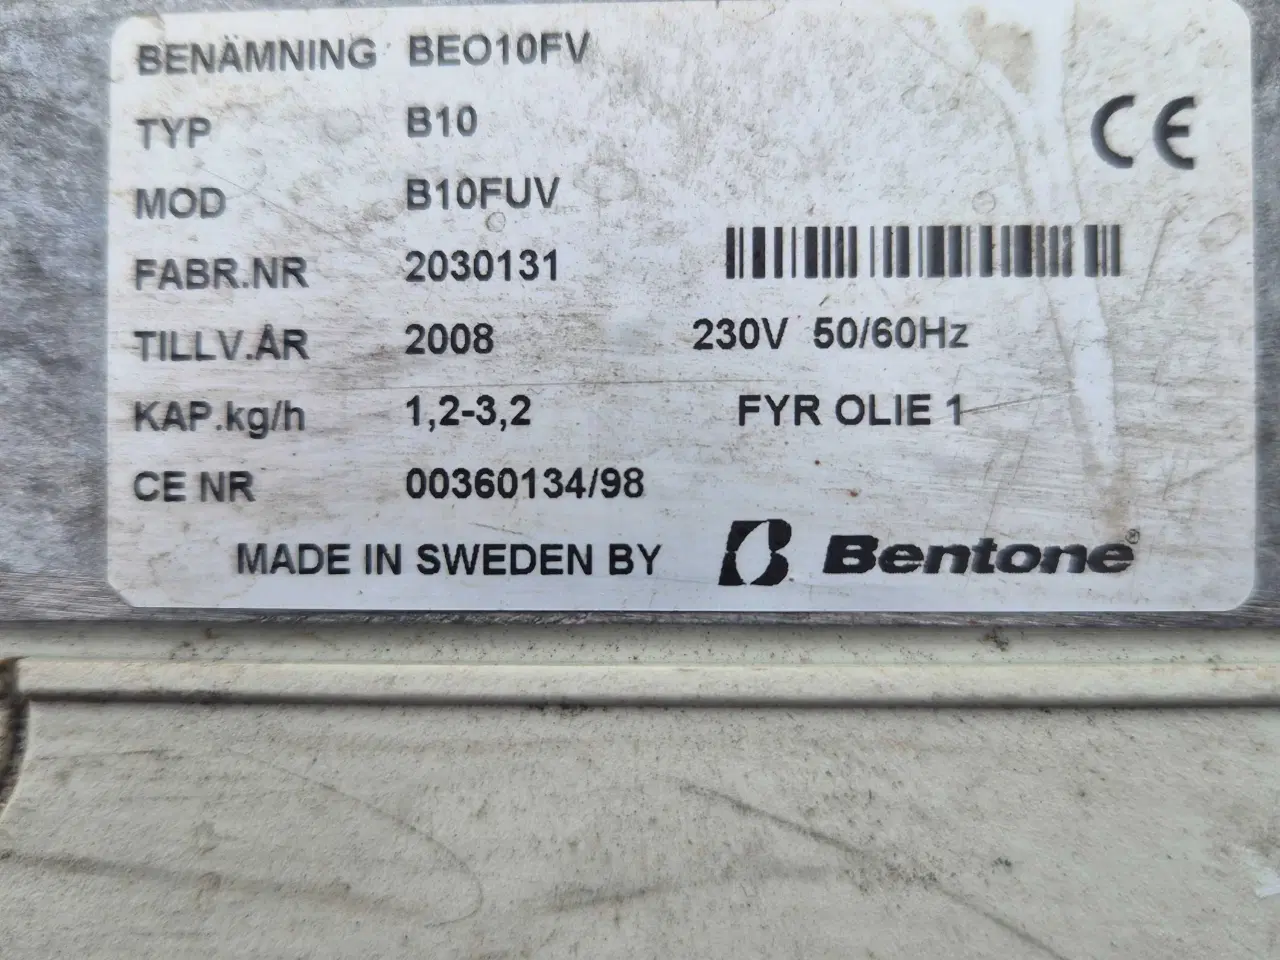 BENÄMNING BEO10FV
TYP B10
CE
MOD B10FUV
FABR.NR 2030131
TILLV.ÅR 2008 230V 50/60Hz
KAP.kg/h 1,2-3,2 FYR OLIE 1
CE NR 00360134/98
MADE IN SWEDEN BY B Bentone®